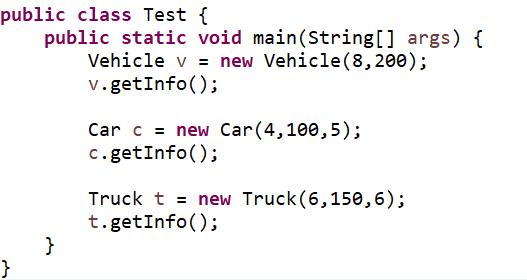 public class Test {
    public static void main(String[] args) {
        Vehicle v = new Vehicle(8,200);
        v.getInfo();

        Car c = new Car(4,100,5);
        c.getInfo();

        Truck t = new Truck(6,150,6);
        t.getInfo();
    }
}